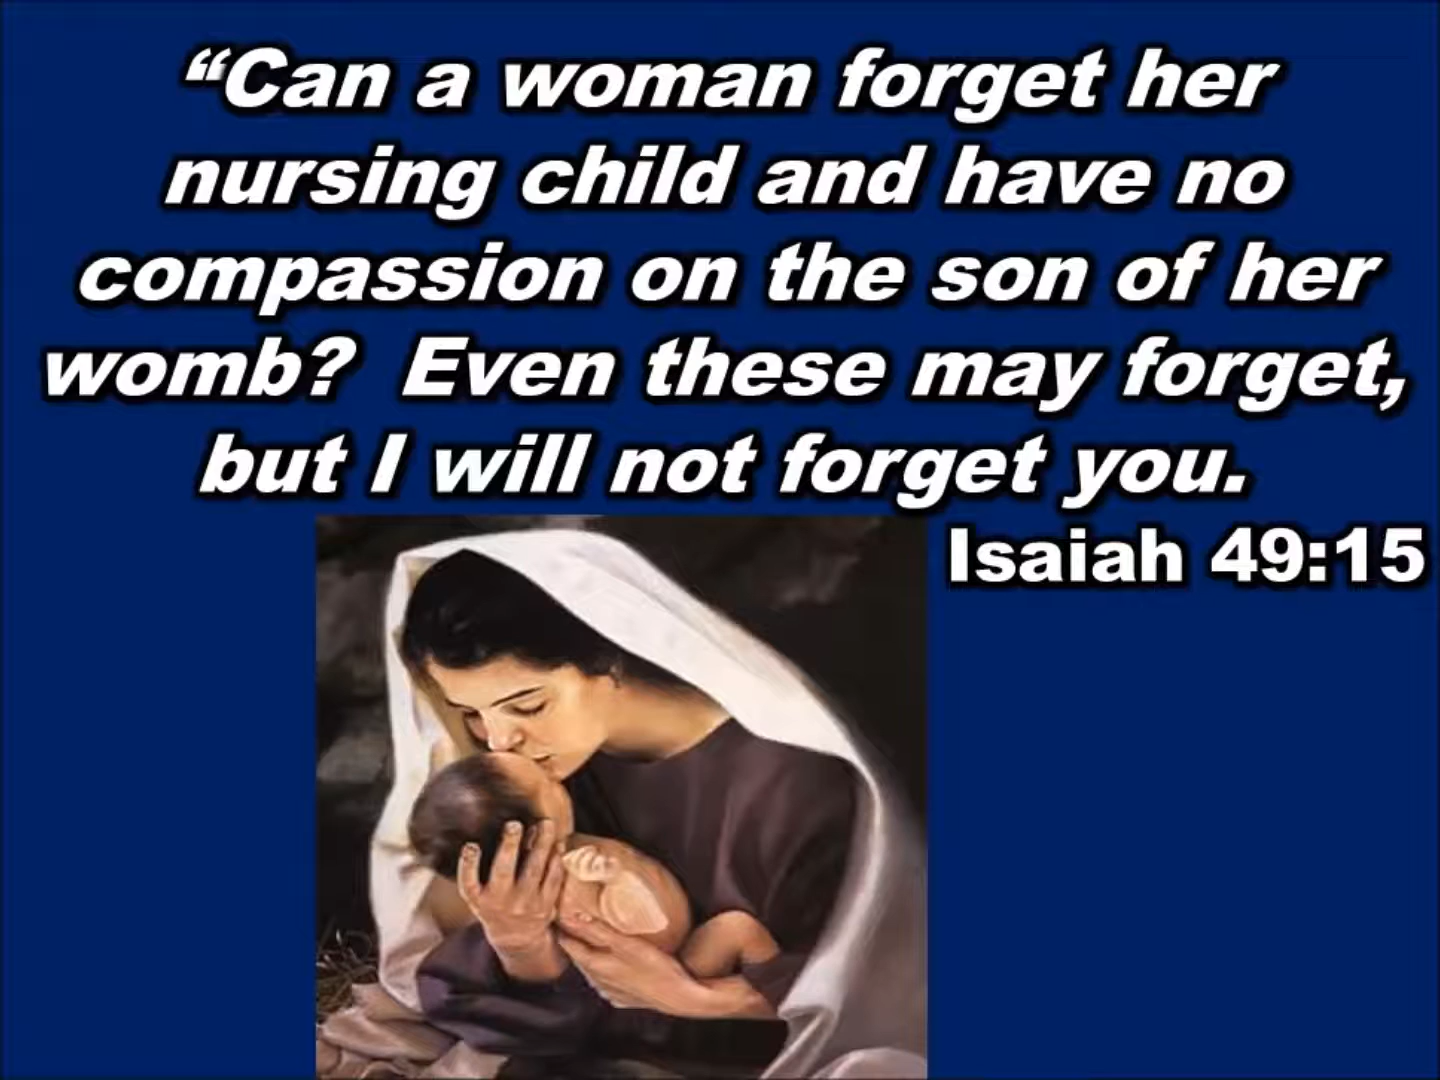 “Can a woman forget her
nursing child and have no
compassion on the son of her
womb?  Even these may forget,
but I will not forget you.
Isaiah 49:15